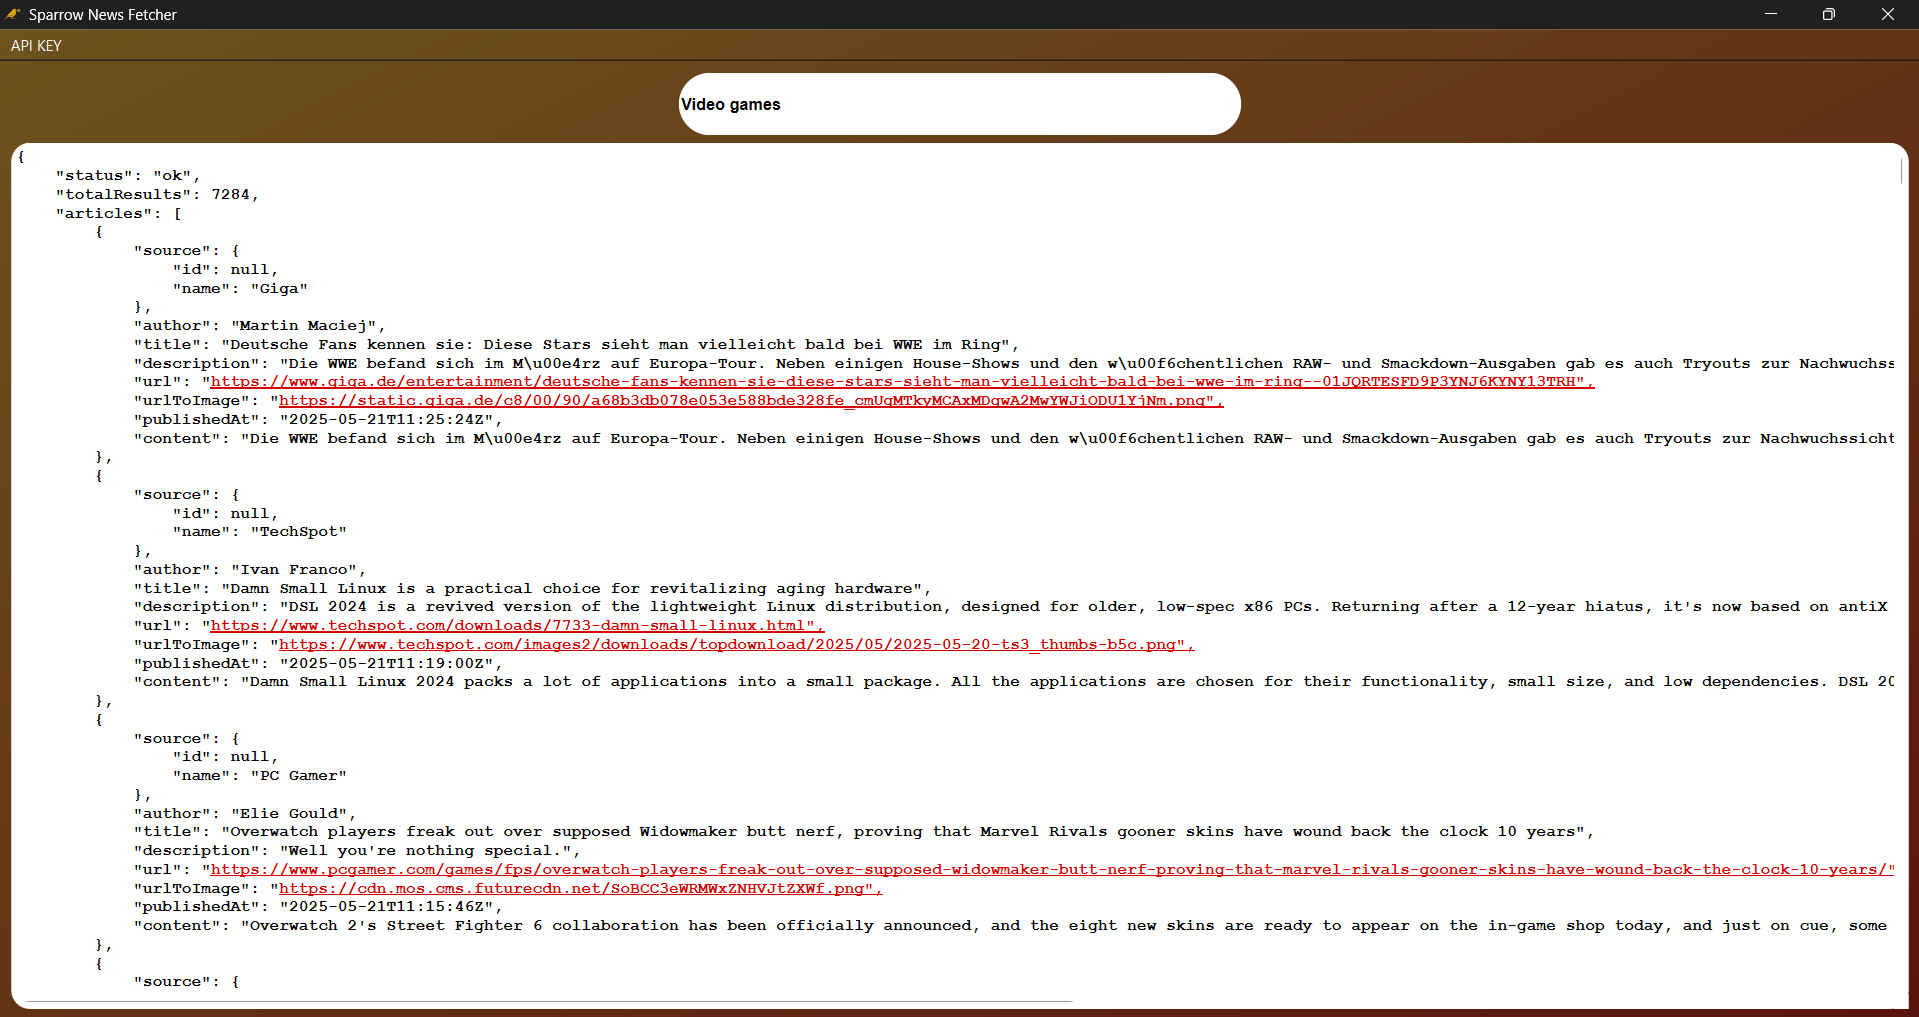 Sparrow News Fetcher
API KEY
Video games
{
"status": "ok",
"totalResults": 7284,
"articles": [
{
"source": {
"id": null,
"name": "Giga"
},
"author": "Martin Maciej",
"title": "Deutsche Fans kennen sie: Diese Stars sieht man vielleicht bald bei WWE im Ring",
"description": "Die WWE befand sich im M\u00e4rz auf Europa-Tour. Neben einigen House-Shows und den w\u00f6chentlichen RAW- und Smackdown-Ausgaben gab es auch Tryouts zur Nachwuchss
"url": "https://www.giga.de/entertainment/deutsche-fans-kennen-sie-diese-stars-sieht-man-vielleicht-bald-bei-wwe-im-ring--01JQRTESFD9P3YNJ6KYNY13TRH",
"urlToImage": "https://static.giga.de/c8/00/90/a68b3db078e053e588bde328fe_cmUgMTkyMCAxMDgwA2MwYWJiODU1YjNm.png",
"publishedAt": "2025-05-21T11:25:24Z",
"content": "Die WWE befand sich im M\u00e4rz auf Europa-Tour. Neben einigen House-Shows und den w\u00f6chentlichen RAW- und Smackdown-Ausgaben gab es auch Tryouts zur Nachwuchssicht
},
{
"source": {
"id": null,
"name": "TechSpot"
},
"author": "Ivan Franco",
"title": "Damn Small Linux is a practical choice for revitalizing aging hardware",
"description": "DSL 2024 is a revived version of the lightweight Linux distribution, designed for older, low-spec x86 PCs. Returning after a 12-year hiatus, it's now based on antiX
"url": "https://www.techspot.com/downloads/7733-damn-small-linux.html",
"urlToImage": "https://www.techspot.com/images2/downloads/topdownload/2025/05/2025-05-20-ts3_thumbs-b5c.png",
"publishedAt": "2025-05-21T11:19:00Z",
"content": "Damn Small Linux 2024 packs a lot of applications into a small package. All the applications are chosen for their functionality, small size, and low dependencies. DSL 20
},
{
"source": {
"id": null,
"name": "PC Gamer"
},
"author": "Elie Gould",
"title": "Overwatch players freak out over supposed Widowmaker butt nerf, proving that Marvel Rivals gooner skins have wound back the clock 10 years",
"description": "Well you're nothing special.",
"url": "https://www.pcgamer.com/games/fps/overwatch-players-freak-out-over-supposed-widowmaker-butt-nerf-proving-that-marvel-rivals-gooner-skins-have-wound-back-the-clock-10-years/"
"urlToImage": "https://cdn.mos.cms.futurecdn.net/SoBCC3eWRMWxZNHVJtZXWf.png",
"publishedAt": "2025-05-21T11:15:46Z",
"content": "Overwatch 2's Street Fighter 6 collaboration has been officially announced, and the eight new skins are ready to appear on the in-game shop today, and just on cue, some
},
{
"source": {